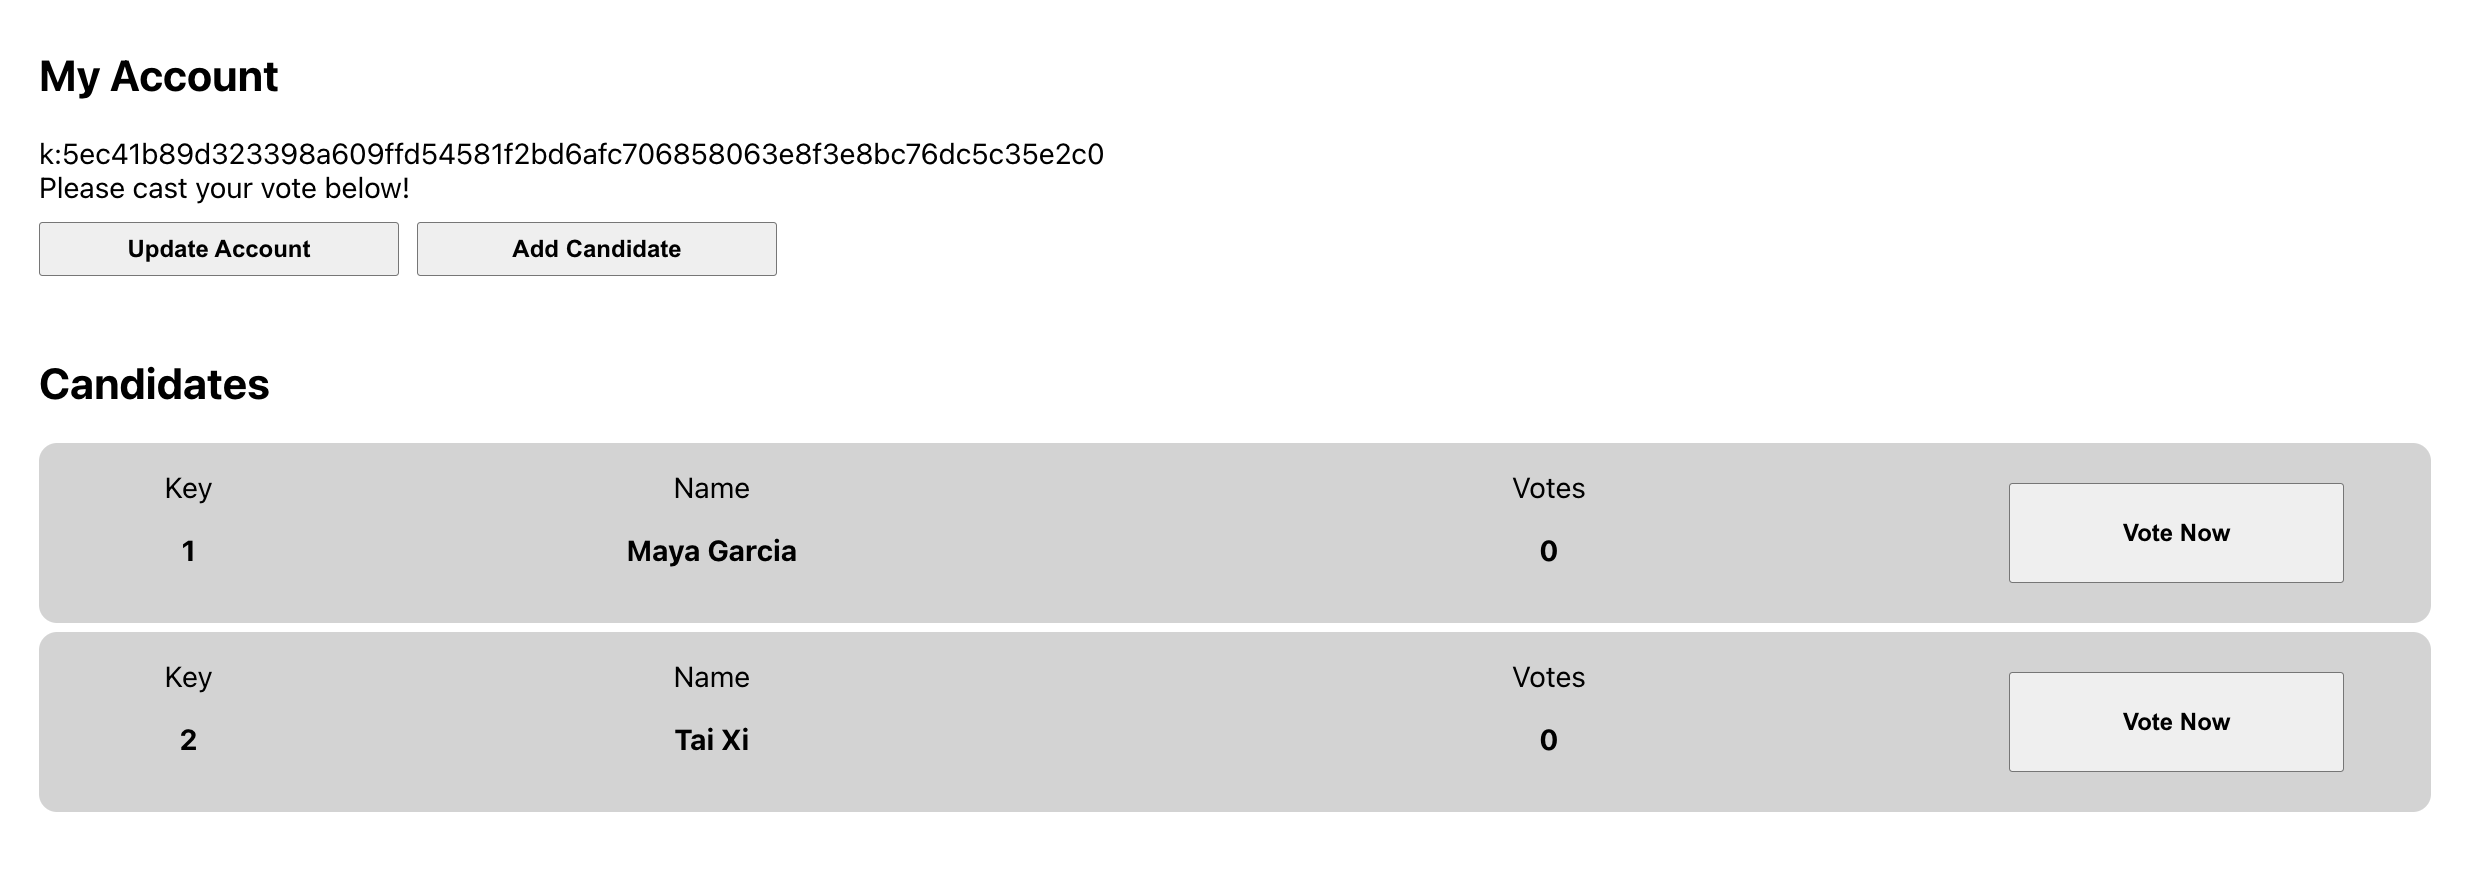 My Account
k:5ec41b89d323398a609ffd54581f2bd6afc706858063e8f3e8bc76dc5c35e2c0
Please cast your vote below!
Update Account Add Candidate
Candidates
Key Name Votes
Vote Now
1 Maya Garcia 0
Key Name Votes
Vote Now
2 Tai Xi 0